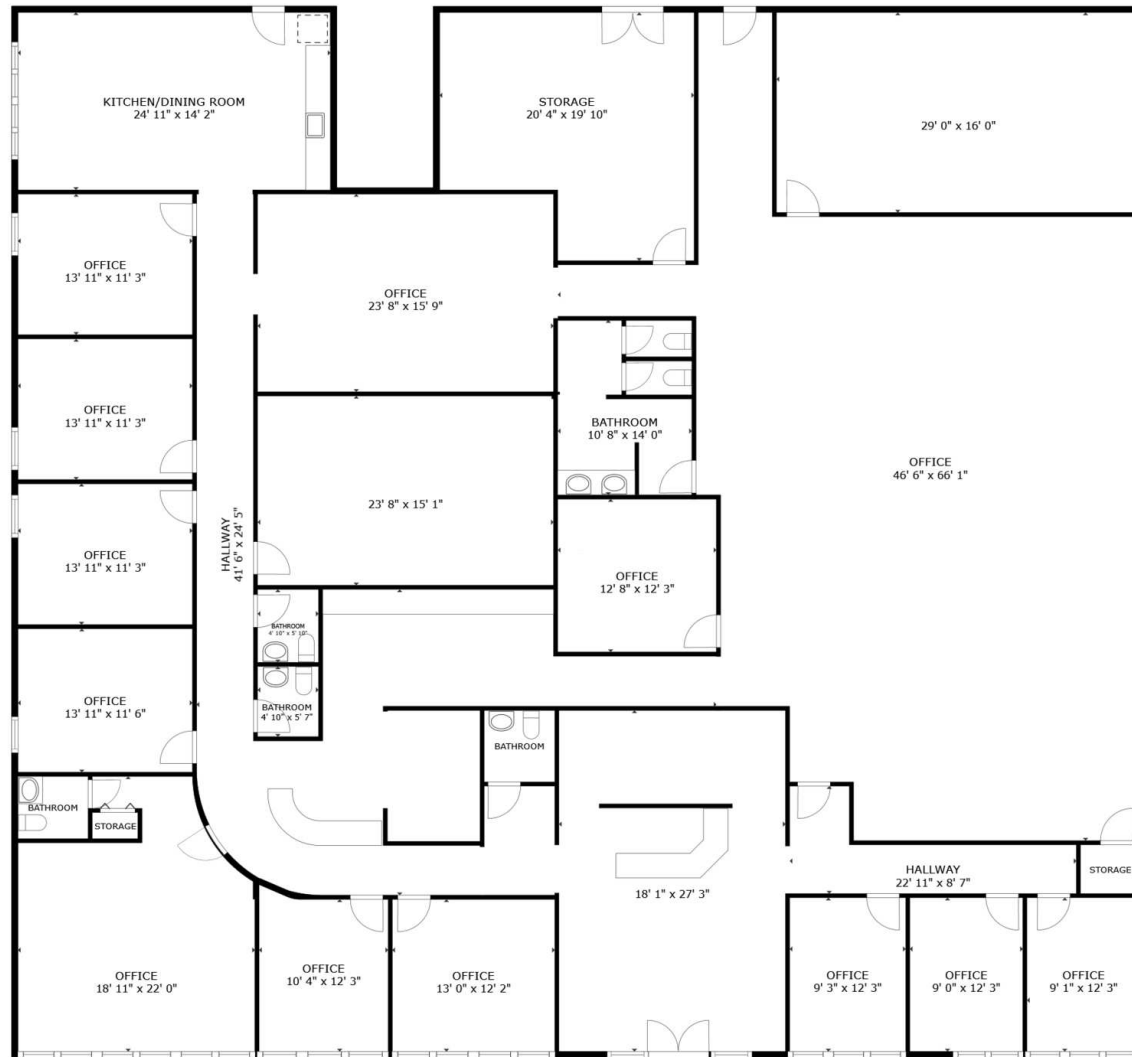 KITCHEN/DINING ROOM
24' 11" x 14' 2"
STORAGE
20' 4" x 19' 10"
29' 0" x 16' 0"
OFFICE
13' 11" x 11' 3"
OFFICE
23' 8" x 15' 9"
OFFICE
13' 11" x 11' 3"
BATHROOM
10' 8" x 14' 0"
OFFICE
46' 6" x 66' 1"
23' 8" x 15' 1"
HALLWAY
41' 6" x 24' 5"
OFFICE
13' 11" x 11' 3"
OFFICE
12' 8" x 12' 3"
BATHROOM
4' 10" x 5' 10"
OFFICE
13' 11" x 11' 6"
BATHROOM
4' 10" x 5' 7"
BATHROOM
BATHROOM
STORAGE
18' 1" x 27' 3"
HALLWAY
22' 11" x 8' 7"
STORAGE
OFFICE
18' 11" x 22' 0"
OFFICE
10' 4" x 12' 3"
OFFICE
13' 0" x 12' 2"
OFFICE
9' 3" x 12' 3"
OFFICE
9' 0" x 12' 3"
OFFICE
9' 1" x 12' 3"